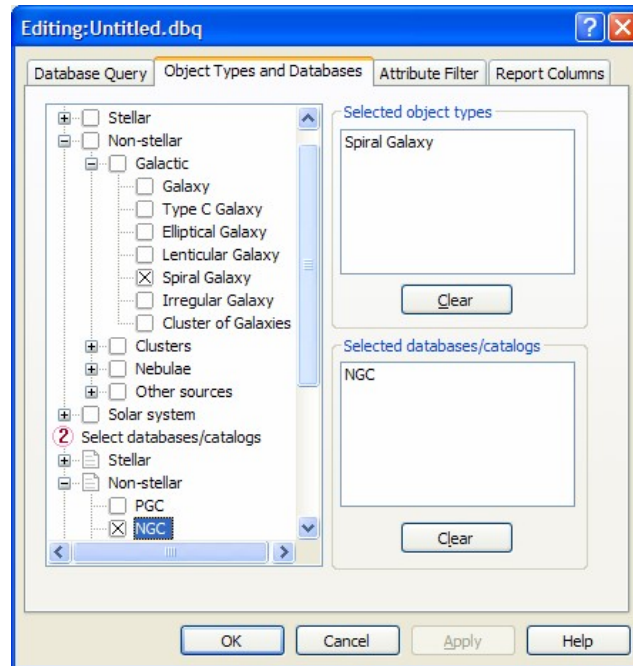 Editing:Untitled.dbq
Database Query
Object Types and Databases
Attribute Filter
Report Columns
Stellar
Non-stellar
Galactic
Galaxy
Type C Galaxy
Elliptical Galaxy
Lenticular Galaxy
Spiral Galaxy
Irregular Galaxy
Cluster of Galaxies
Clusters
Nebulae
Other sources
Solar system
2 Select databases/catalogs
Stellar
Non-stellar
PGC
NGC
Selected object types
Spiral Galaxy
Clear
Selected databases/catalogs
NGC
Clear
OK
Cancel
Apply
Help